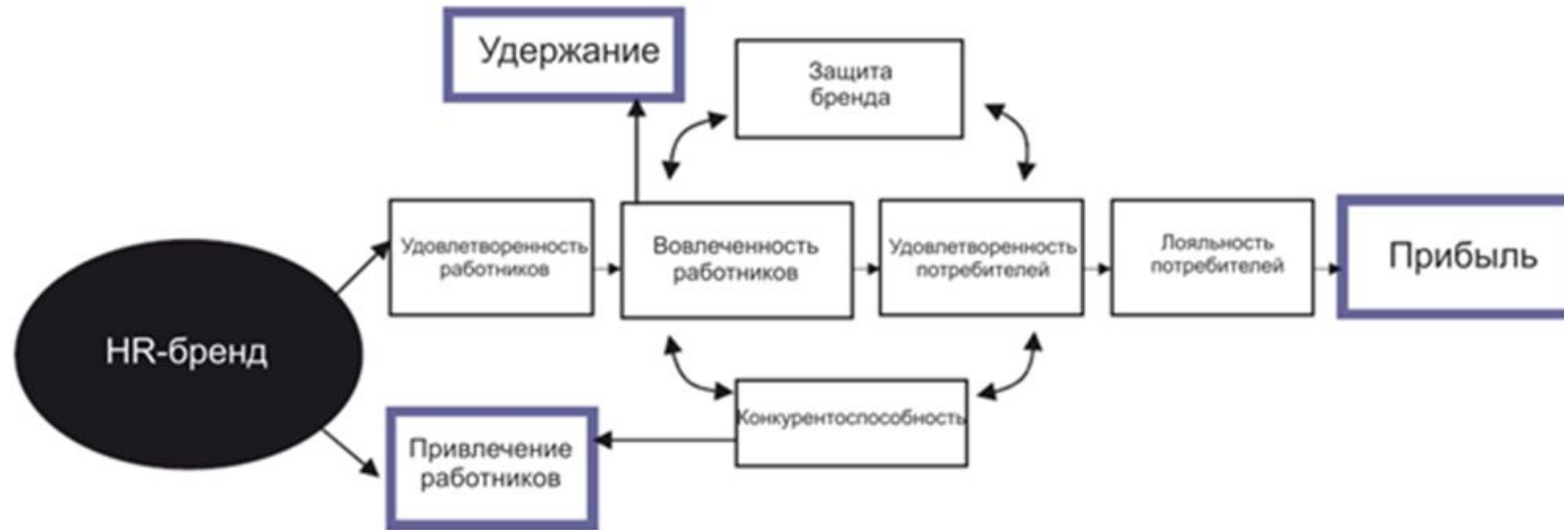 Удержание
Защита
бренда
Удовлетворенность
работников
Вовлеченность
работников
Удовлетворенность
потребителей
Лояльность
потребителей
Прибыль
HR-бренд
Привлечение
работников
Конкурентоспособность